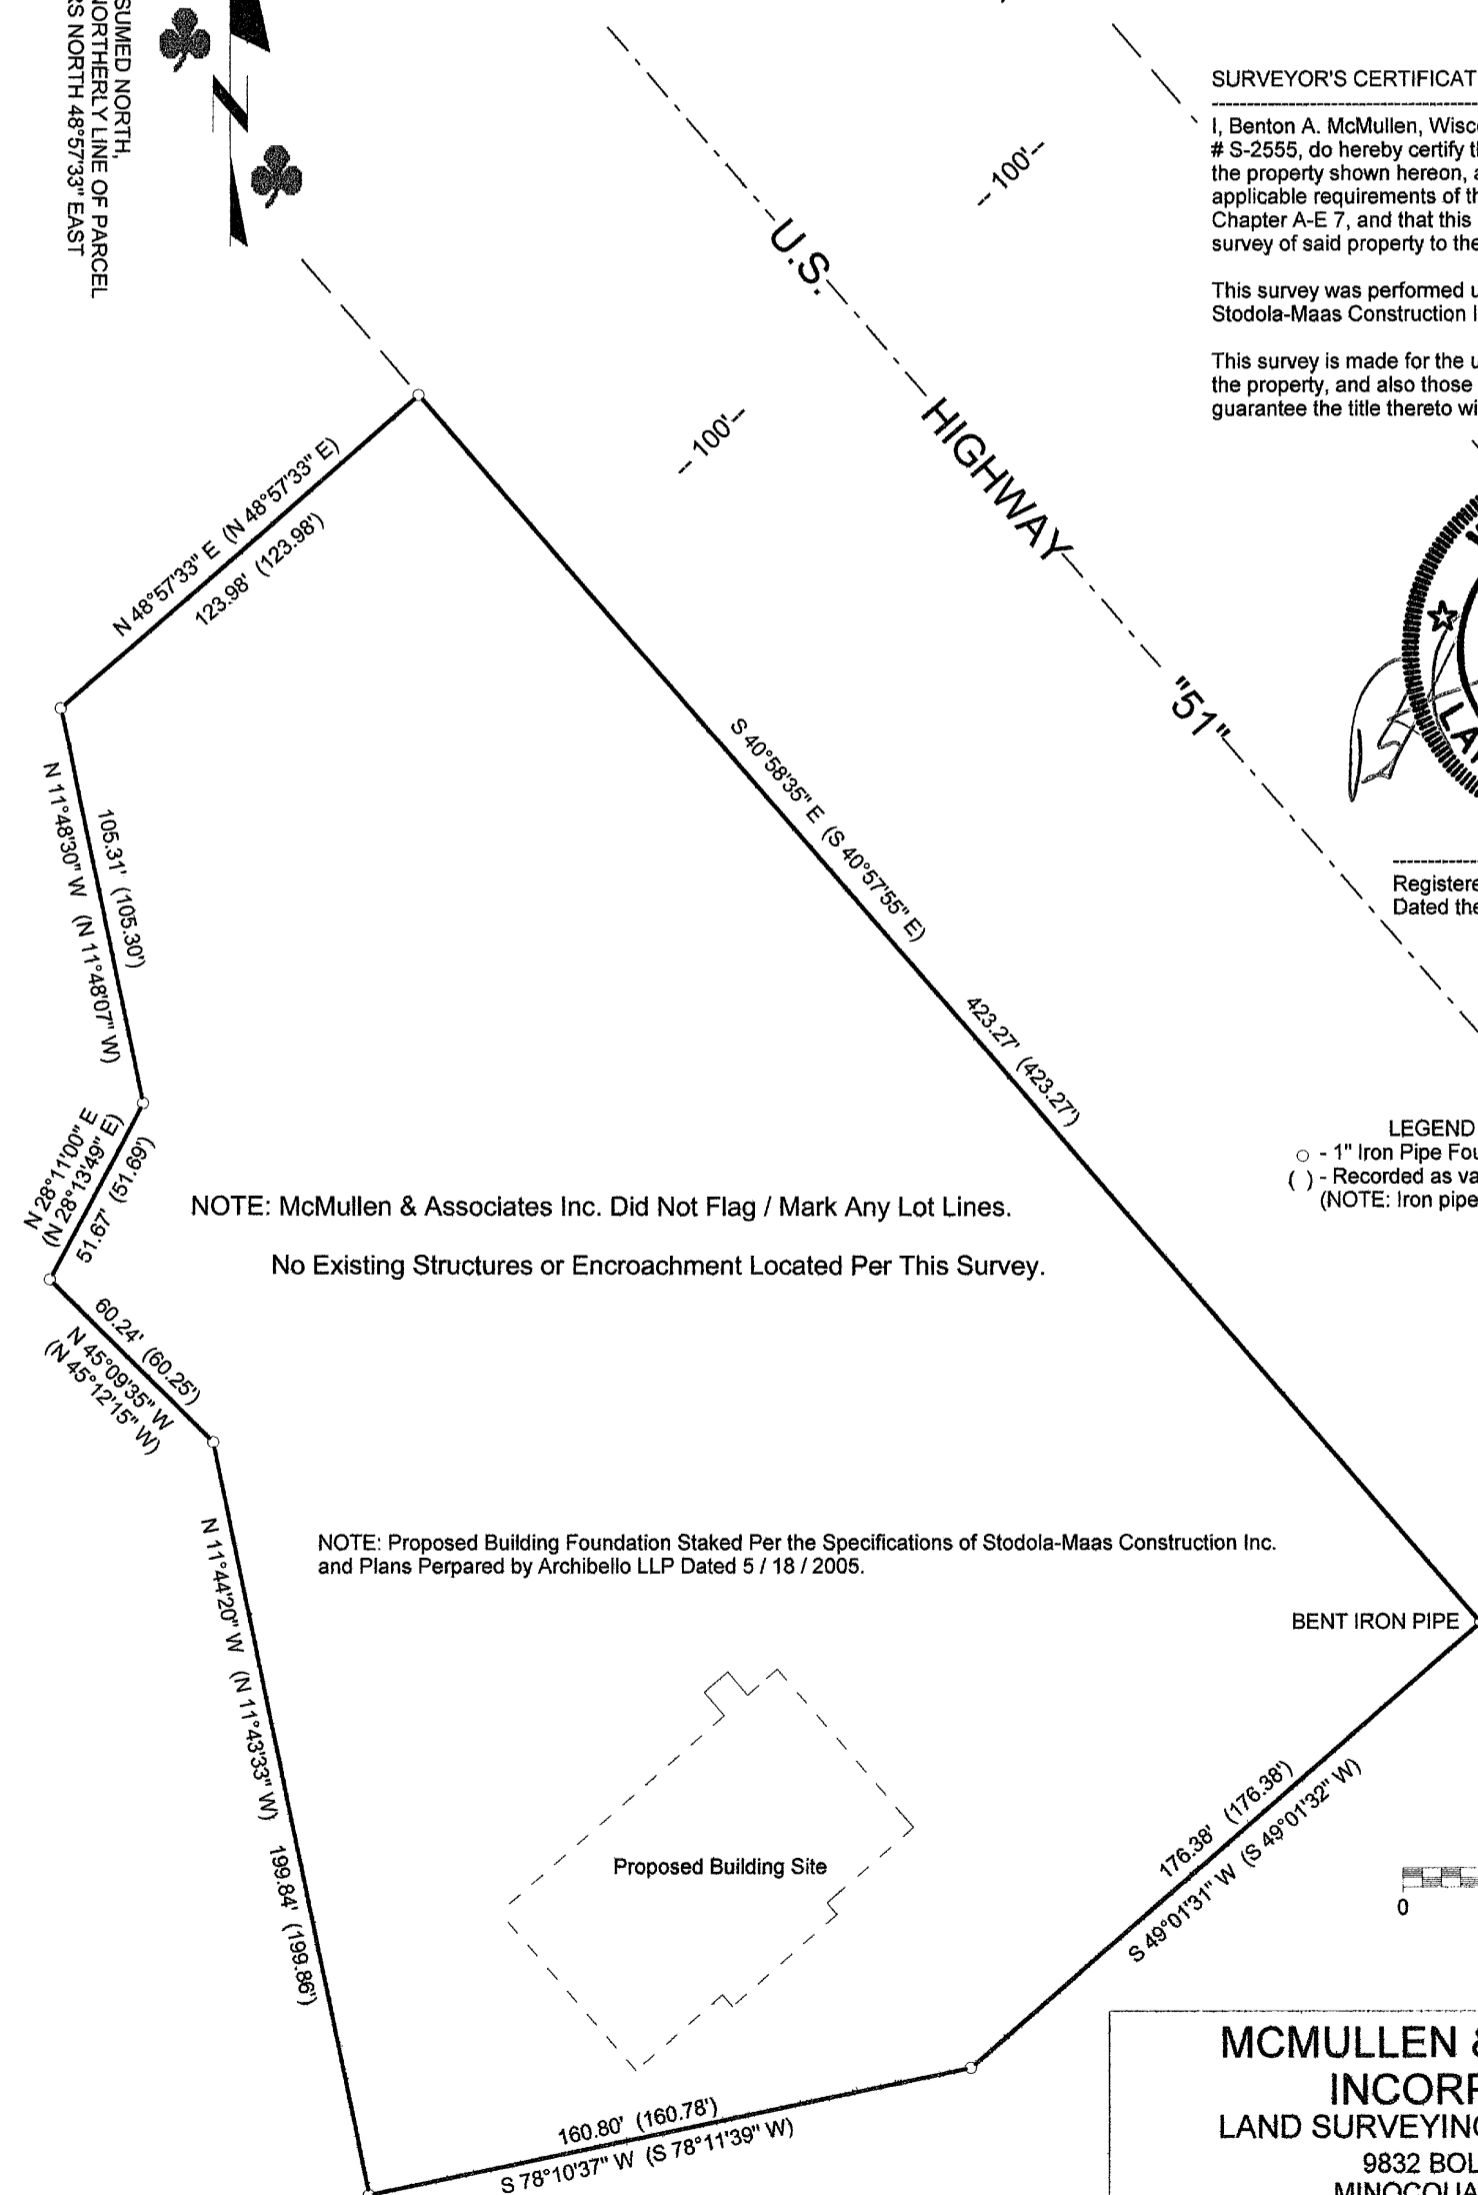 SUMED NORTH,
NORTHERLY LINE OF PARCEL
RS NORTH 48°57'33" EAST
N
SURVEYOR'S CERTIFICAT
I, Benton A. McMullen, Wisc
# S-2555, do hereby certify
the property shown hereon,
applicable requirements of
Chapter A-E 7, and that this
survey of said property to the
This survey was performed
Stodola-Maas Construction
This survey is made for the
the property, and also those
guarantee the title thereto
-- 100'--
-- 100'--
U.S.
HIGHWAY
"51"
N 48°57'33" E (N 48°57'33" E)
123.98' (123.98')
S 40°58'35" E (S 40°57'55" E)
423.27' (423.27')
105.31' (105.30')
N 11°48'30" W (N 11°48'07" W)
Registere
Dated the
N 28°11'00" E
(N 28°13'49" E)
51.67' (51.69')
LEGEND
- 1" Iron Pipe Fou
( ) - Recorded as va
(NOTE: Iron pipe
NOTE: McMullen & Associates Inc. Did Not Flag / Mark Any Lot Lines.
No Existing Structures or Encroachment Located Per This Survey.
60.24' (60.25')
N 45°09'35" W
(N 45°12'15" W)
NOTE: Proposed Building Foundation Staked Per the Specifications of Stodola-Maas Construction Inc.
and Plans Perpared by Archibello LLP Dated 5 / 18 / 2005.
N 11°44'20" W (N 11°43'33" W) 199.84' (199.86')
BENT IRON PIPE
Proposed Building Site
176.38' (176.38')
S 49°01'31" W (S 49°01'32" W)
0
160.80' (160.78')
S 78°10'37" W (S 78°11'39" W)
MCMULLEN &
INCORP
LAND SURVEYING
9832 BOL
MINOCQUA